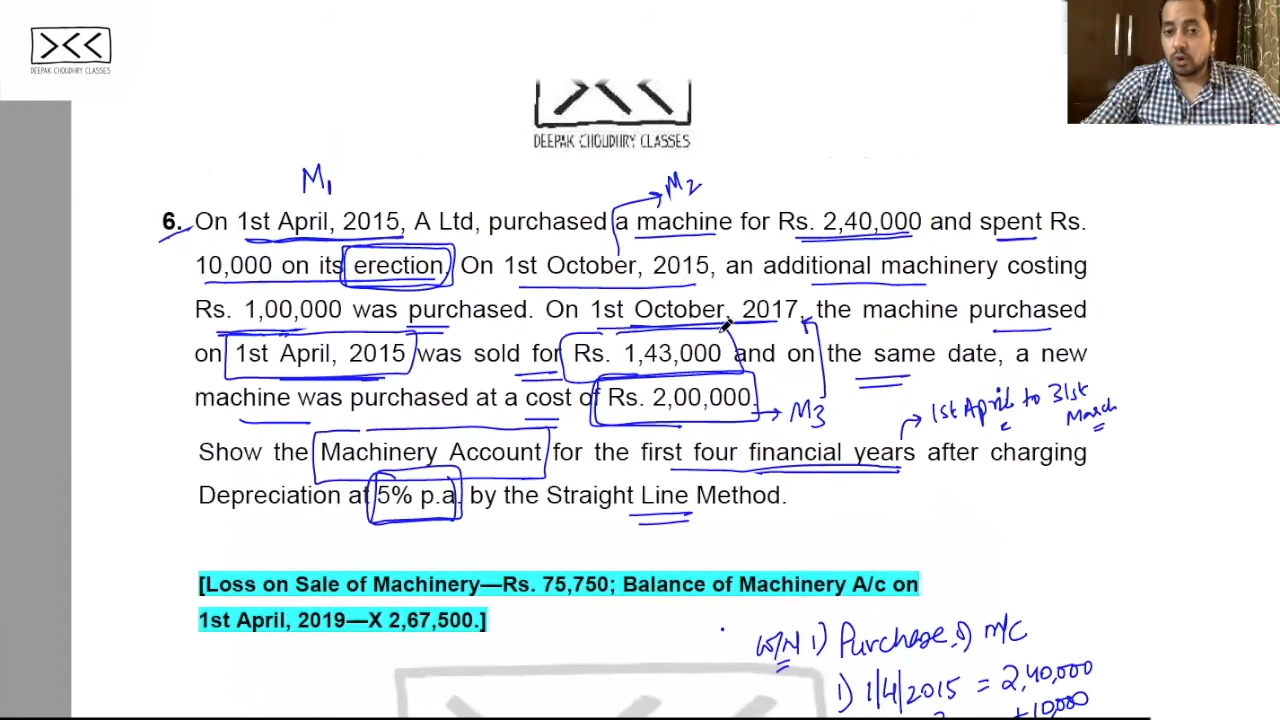 DEEPAK CHOUDHRY CLASSES
DEEPAK CHOUDHRY CLASSES
M1
M2
6. On 1st April, 2015, A Ltd, purchased a machine for Rs. 2,40,000 and spent Rs.
10,000 on its erection. On 1st October, 2015, an additional machinery costing
Rs. 1,00,000 was purchased. On 1st October, 2017, the machine purchased
on 1st April, 2015 was sold for Rs. 1,43,000 and on the same date, a new
machine was purchased at a cost of Rs. 2,00,000.
M3
1st April to 31st
March
Show the Machinery Account for the first four financial years after charging
Depreciation at 5% p.a. by the Straight Line Method.
[Loss on Sale of Machinery—Rs. 75,750; Balance of Machinery A/c on
1st April, 2019—X 2,67,500.]
W/N 1) Purchase of m/c
1) 1/4/2015 = 2,40,000
+10,000